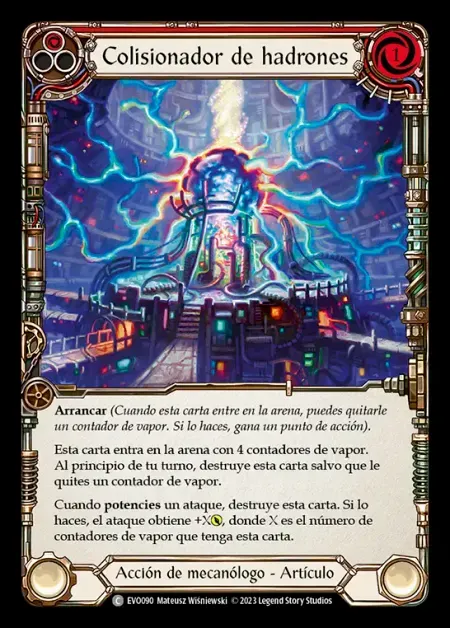 Colisionador de hadrones
1
Arrancar (Cuando esta carta entre en la arena, puedes quitarle
un contador de vapor. Si lo haces, gana un punto de acción).
Esta carta entra en la arena con 4 contadores de vapor.
Al principio de tu turno, destruye esta carta salvo que le
quites un contador de vapor.
Cuando potencies un ataque, destruye esta carta. Si lo
haces, el ataque obtiene +X, donde X es el número de
contadores de vapor que tenga esta carta.
Acción de mecanólogo - Artículo
C EVO090 Mateusz Wiśniewski © 2023 Legend Story Studios